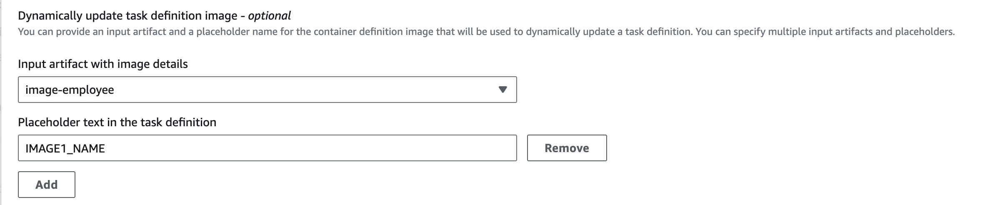 Dynamically update task definition image - optional
You can provide an input artifact and a placeholder name for the container definition image that will be used to dynamically update a task definition. You can specify multiple input artifacts and placeholders.
Input artifact with image details
image-employee
Placeholder text in the task definition
IMAGE1_NAME
Remove
Add